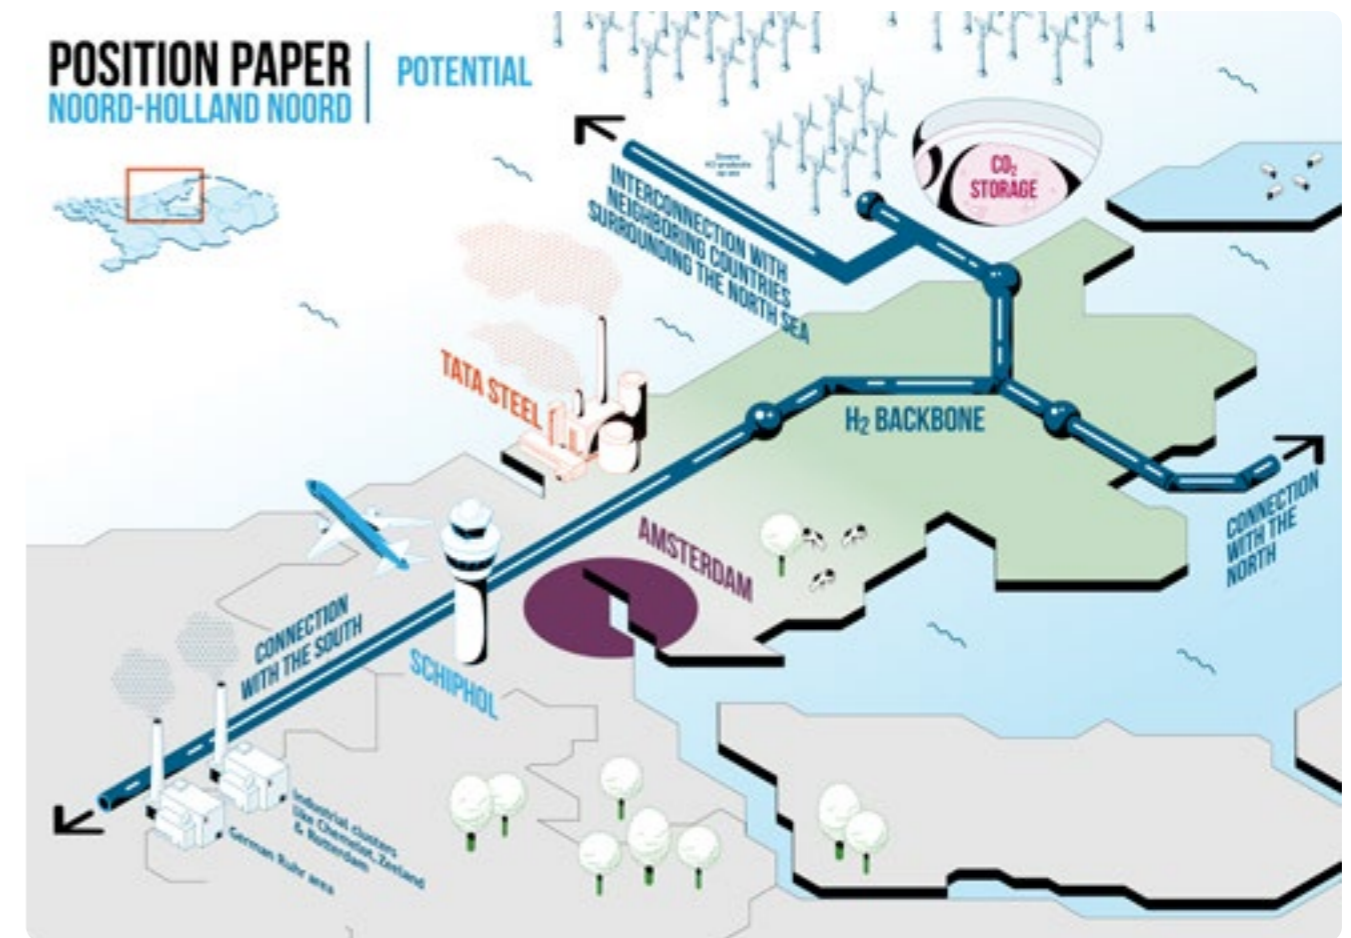 POSITION PAPER
NOORD-HOLLAND NOORD
POTENTIAL
CO₂
STORAGE
INTERCONNECTION WITH
NEIGHBORING COUNTRIES
SURROUNDING THE NORTH SEA
TATA STEEL
H₂ BACKBONE
CONNECTION
WITH THE
NORTH
AMSTERDAM
CONNECTION
WITH THE SOUTH
SCHIPHOL
Industrial clusters
like Chemelot, Zeeland
& Rotterdam
German Ruhr area